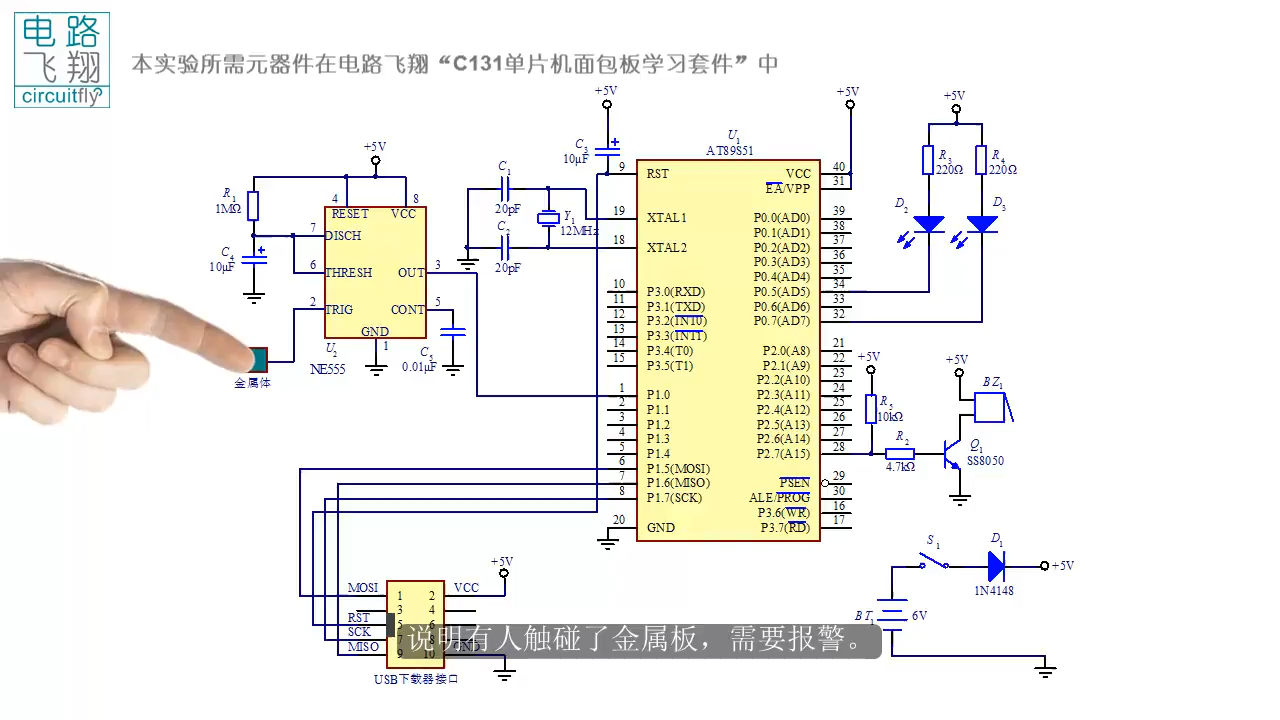 电路
飞翔
circuitfly
本实验所需元器件在电路飞翔“C131单片机面包板学习套件”中
+5V
+5V
+5V
+5V
R1
1MΩ
C4
10μF
4
8
RESET
VCC
7
DISCH
6
THRESH
OUT
3
2
TRIG
CONT
5
GND
1
U2
NE555
C5
0.01μF
金属体
C1
20pF
C2
20pF
Y1
12MHz
C3
10μF
U1
AT89S51
9
RST
VCC
40
EA/VPP
31
19
XTAL1
P0.0(AD0)
39
P0.1(AD1)
38
18
XTAL2
P0.2(AD2)
37
P0.3(AD3)
36
P0.4(AD4)
35
10
P3.0(RXD)
P0.5(AD5)
34
11
P3.1(TXD)
P0.6(AD6)
33
12
P3.2(INT0)
P0.7(AD7)
32
13
P3.3(INT1)
14
P3.4(T0)
P2.0(A8)
21
15
P3.5(T1)
P2.1(A9)
22
P2.2(A10)
23
1
P1.0
P2.3(A11)
24
2
P1.1
P2.4(A12)
25
3
P1.2
P2.5(A13)
26
4
P1.3
P2.6(A14)
27
5
P1.4
P2.7(A15)
28
6
P1.5(MOSI)
7
P1.6(MISO)
PSEN
29
8
P1.7(SCK)
ALE/PROG
30
P3.6(WR)
16
20
GND
P3.7(RD)
17
R3
220Ω
R4
220Ω
D2
D3
+5V
R5
10kΩ
R2
4.7kΩ
+5V
BZ1
Q1
SS8050
S1
D1
1N4148
+5V
BT1
6V
+5V
MOSI
1
2
VCC
3
4
RST
5
6
SCK
7
8
MISO
9
10
GND
USB下载器接口
说明有人触碰了金属板，需要报警。